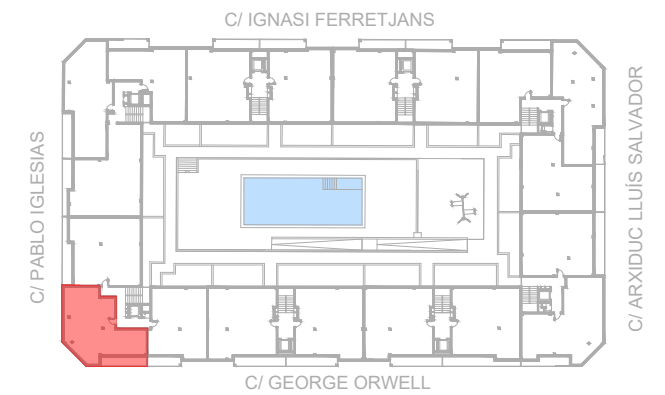 C/ IGNASI FERRETJANS
C/ PABLO IGLESIAS
C/ ARXIDUC LLUÍS SALVADOR
C/ GEORGE ORWELL